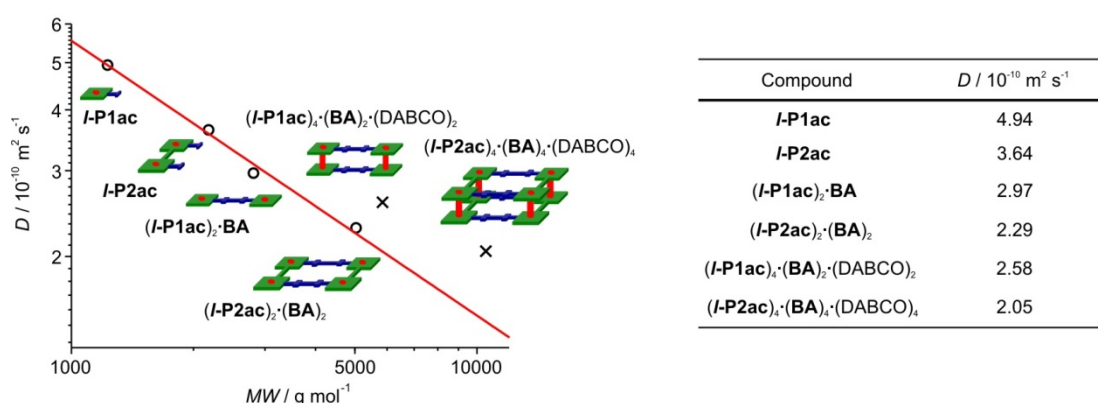 6
5
4
3
2
D / 10⁻¹⁰ m² s⁻¹
l-P1ac
l-P2ac
(l-P1ac)₂·BA
(l-P1ac)₄·(BA)₂·(DABCO)₂
(l-P2ac)₄·(BA)₄·(DABCO)₄
(l-P2ac)₂·(BA)₂
1000 5000 10000
MW / g mol⁻¹
Compound D / 10⁻¹⁰ m² s⁻¹
l-P1ac 4.94
l-P2ac 3.64
(l-P1ac)₂·BA 2.97
(l-P2ac)₂·(BA)₂ 2.29
(l-P1ac)₄·(BA)₂·(DABCO)₂ 2.58
(l-P2ac)₄·(BA)₄·(DABCO)₄ 2.05